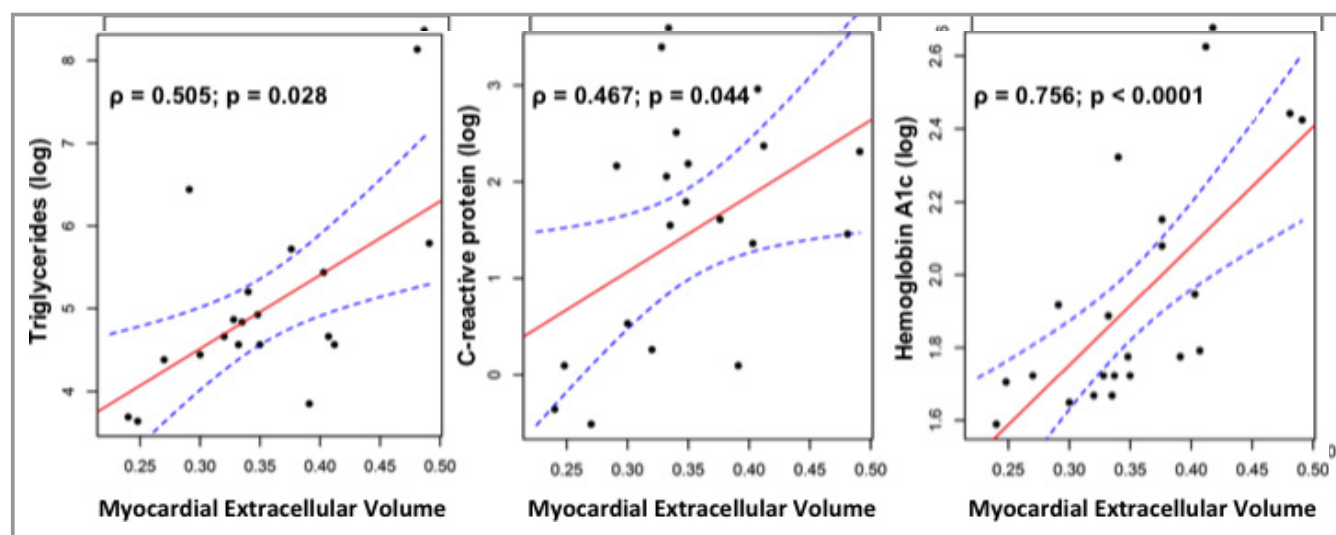 ρ = 0.505; p = 0.028
Triglycerides (log)
8
7
6
5
4
0.25 0.30 0.35 0.40 0.45 0.50
Myocardial Extracellular Volume
ρ = 0.467; p = 0.044
C-reactive protein (log)
3
2
1
0
0.25 0.30 0.35 0.40 0.45 0.50
Myocardial Extracellular Volume
ρ = 0.756; p < 0.0001
Hemoglobin A1c (log)
2.6
2.4
2.2
2.0
1.8
1.6
0.25 0.30 0.35 0.40 0.45 0.50
Myocardial Extracellular Volume